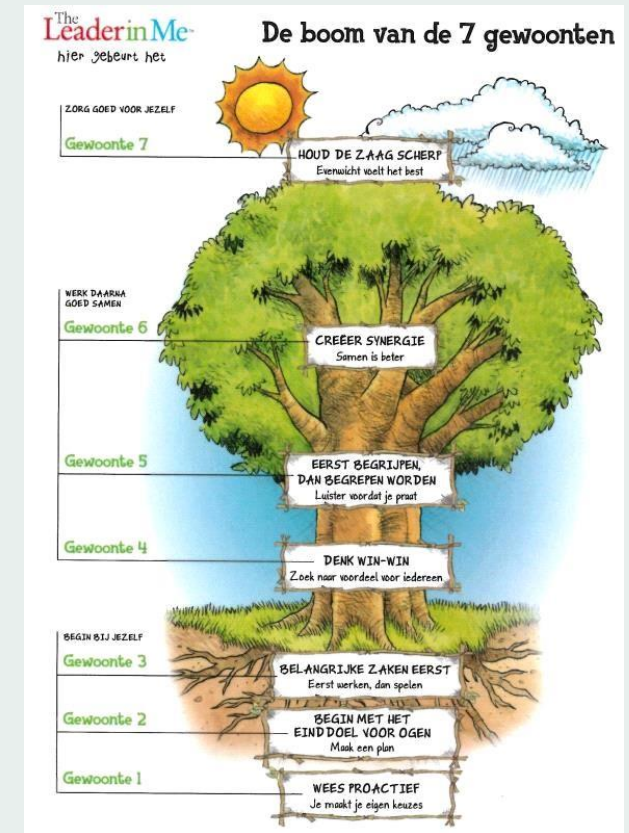 The
Leader in Me
hier gebeurt het
De boom van de 7 gewoonten
ZORG GOED VOOR JEZELF
Gewoonte 7
HOUD DE ZAAG SCHERP
Evenwicht voelt het best
WERK DAARNA
GOED SAMEN
Gewoonte 6
CREËER SYNERGIE
Samen is beter
Gewoonte 5
EERST BEGRIJPEN,
DAN BEGREPEN WORDEN
Luister voordat je praat
Gewoonte 4
DENK WIN-WIN
Zoek naar voordeel voor iedereen
BEGIN BIJ JEZELF
Gewoonte 3
BELANGRIJKE ZAKEN EERST
Eerst werken, dan spelen
Gewoonte 2
BEGIN MET HET
EINDDOEL VOOR OGEN
Maak een plan
Gewoonte 1
WEES PROACTIEF
Je maakt je eigen keuzes